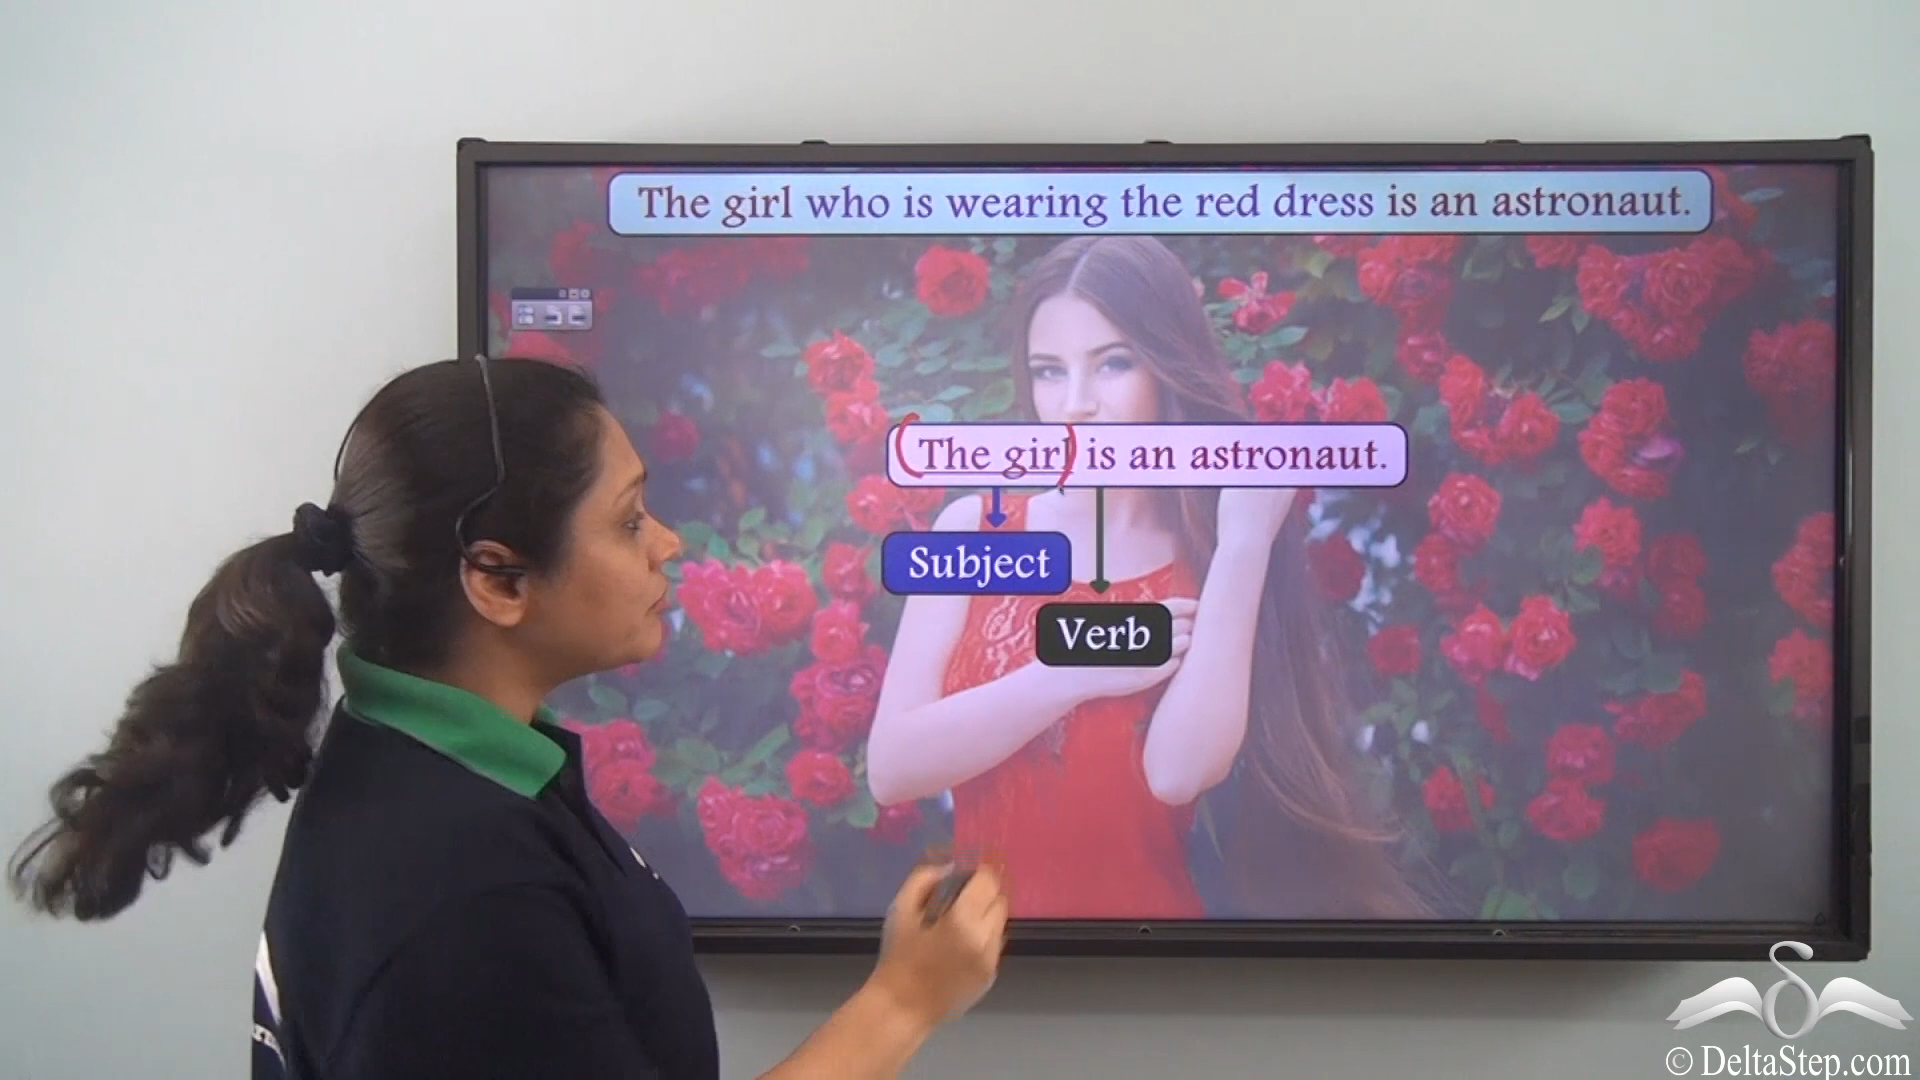 The girl who is wearing the red dress is an astronaut.
The girl is an astronaut.
Subject
Verb
© DeltaStep.com